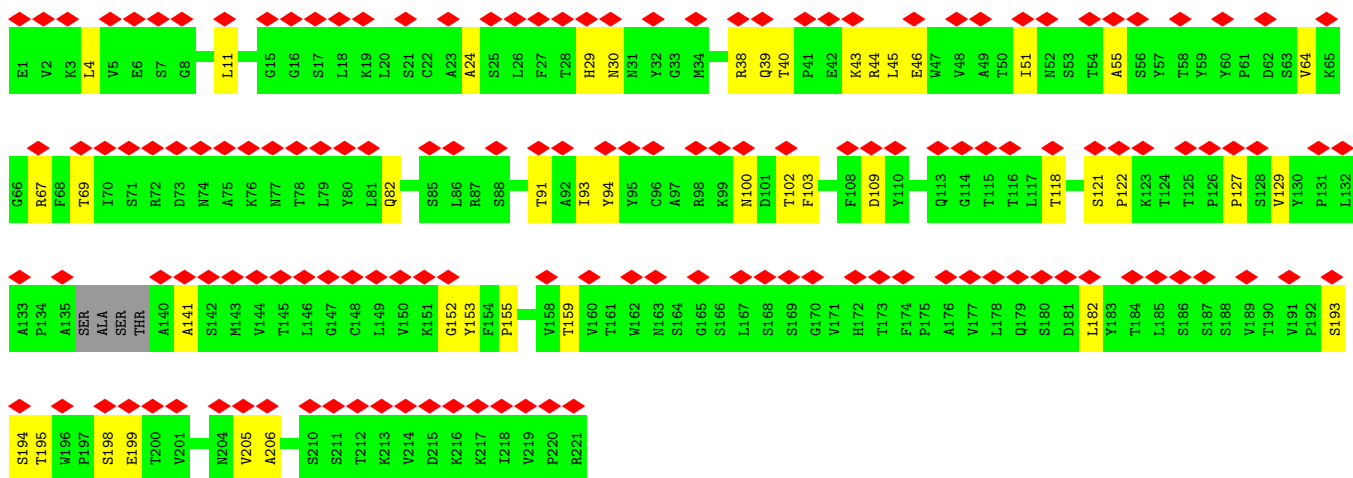 E1 V2 K3 L4 V5 E6 S7 G8 L11 G15 G16 S17 L18 K19 L20 S21 C22 A23 A24 S25 L26 F27 T28 H29 N30 N31 Y32 G33 M34 R38 Q39 T40 P41 E42 K43 R44 L45 E46 W47 V48 A49 T50 I51 N52 S53 T54 A55 S56 Y57 T58 Y59 Y60 P61 D62 S63 V64 K65
G66 R67 F68 T69 I70 S71 R72 D73 N74 A75 K76 N77 T78 L79 Y80 L81 Q82 S85 L86 R87 S88 T91 A92 I93 Y94 Y95 C96 A97 R98 K99 N100 D101 T102 F103 F108 D109 Y110 Q113 G114 T115 T116 L117 T118 S121 P122 K123 T124 T125 P126 P127 S128 V129 Y130 P131 L132
A133 P134 A135 SER ALA SER THR A140 A141 S142 M143 V144 T145 L146 G147 C148 L149 V150 K151 G152 Y153 F154 P155 V158 T159 V160 T161 W162 N163 S164 G165 S166 L167 S168 S169 G170 V171 H172 T173 F174 P175 A176 V177 L178 Q179 S180 D181 L182 Y183 T184 L185 S186 S187 S188 V189 T190 V191 P192 S193
S194 T195 W196 P197 S198 E199 T200 V201 N204 V205 A206 S210 S211 T212 K213 V214 D215 K216 K217 I218 V219 P220 R221